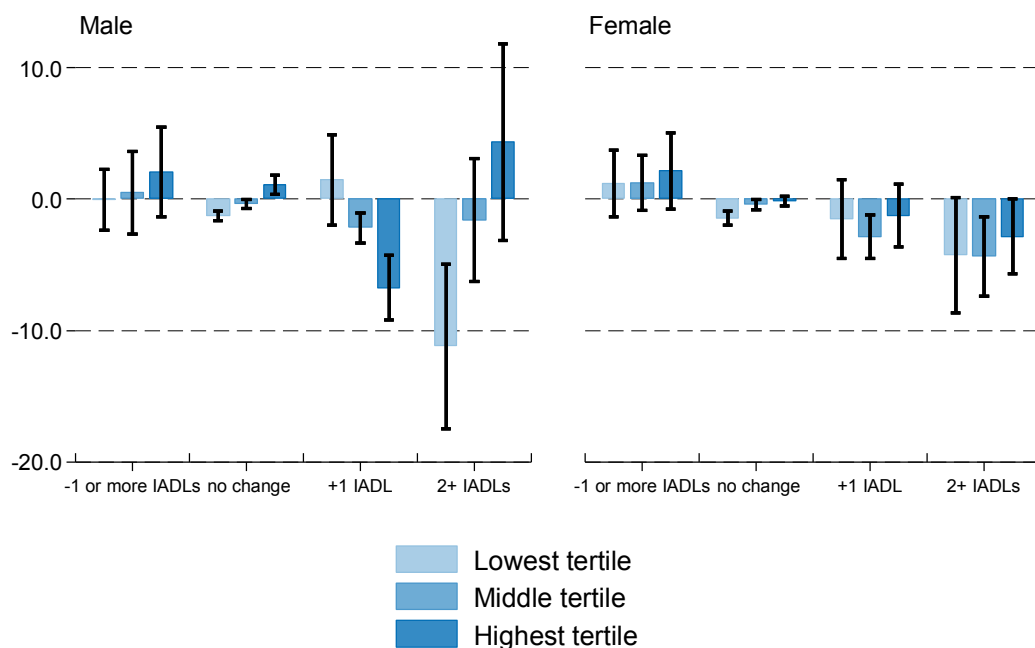 Male
Female
10.0
0.0
-10.0
-20.0
-1 or more IADLs no change +1 IADL 2+ IADLs
-1 or more IADLs no change +1 IADL 2+ IADLs
Lowest tertile
Middle tertile
Highest tertile